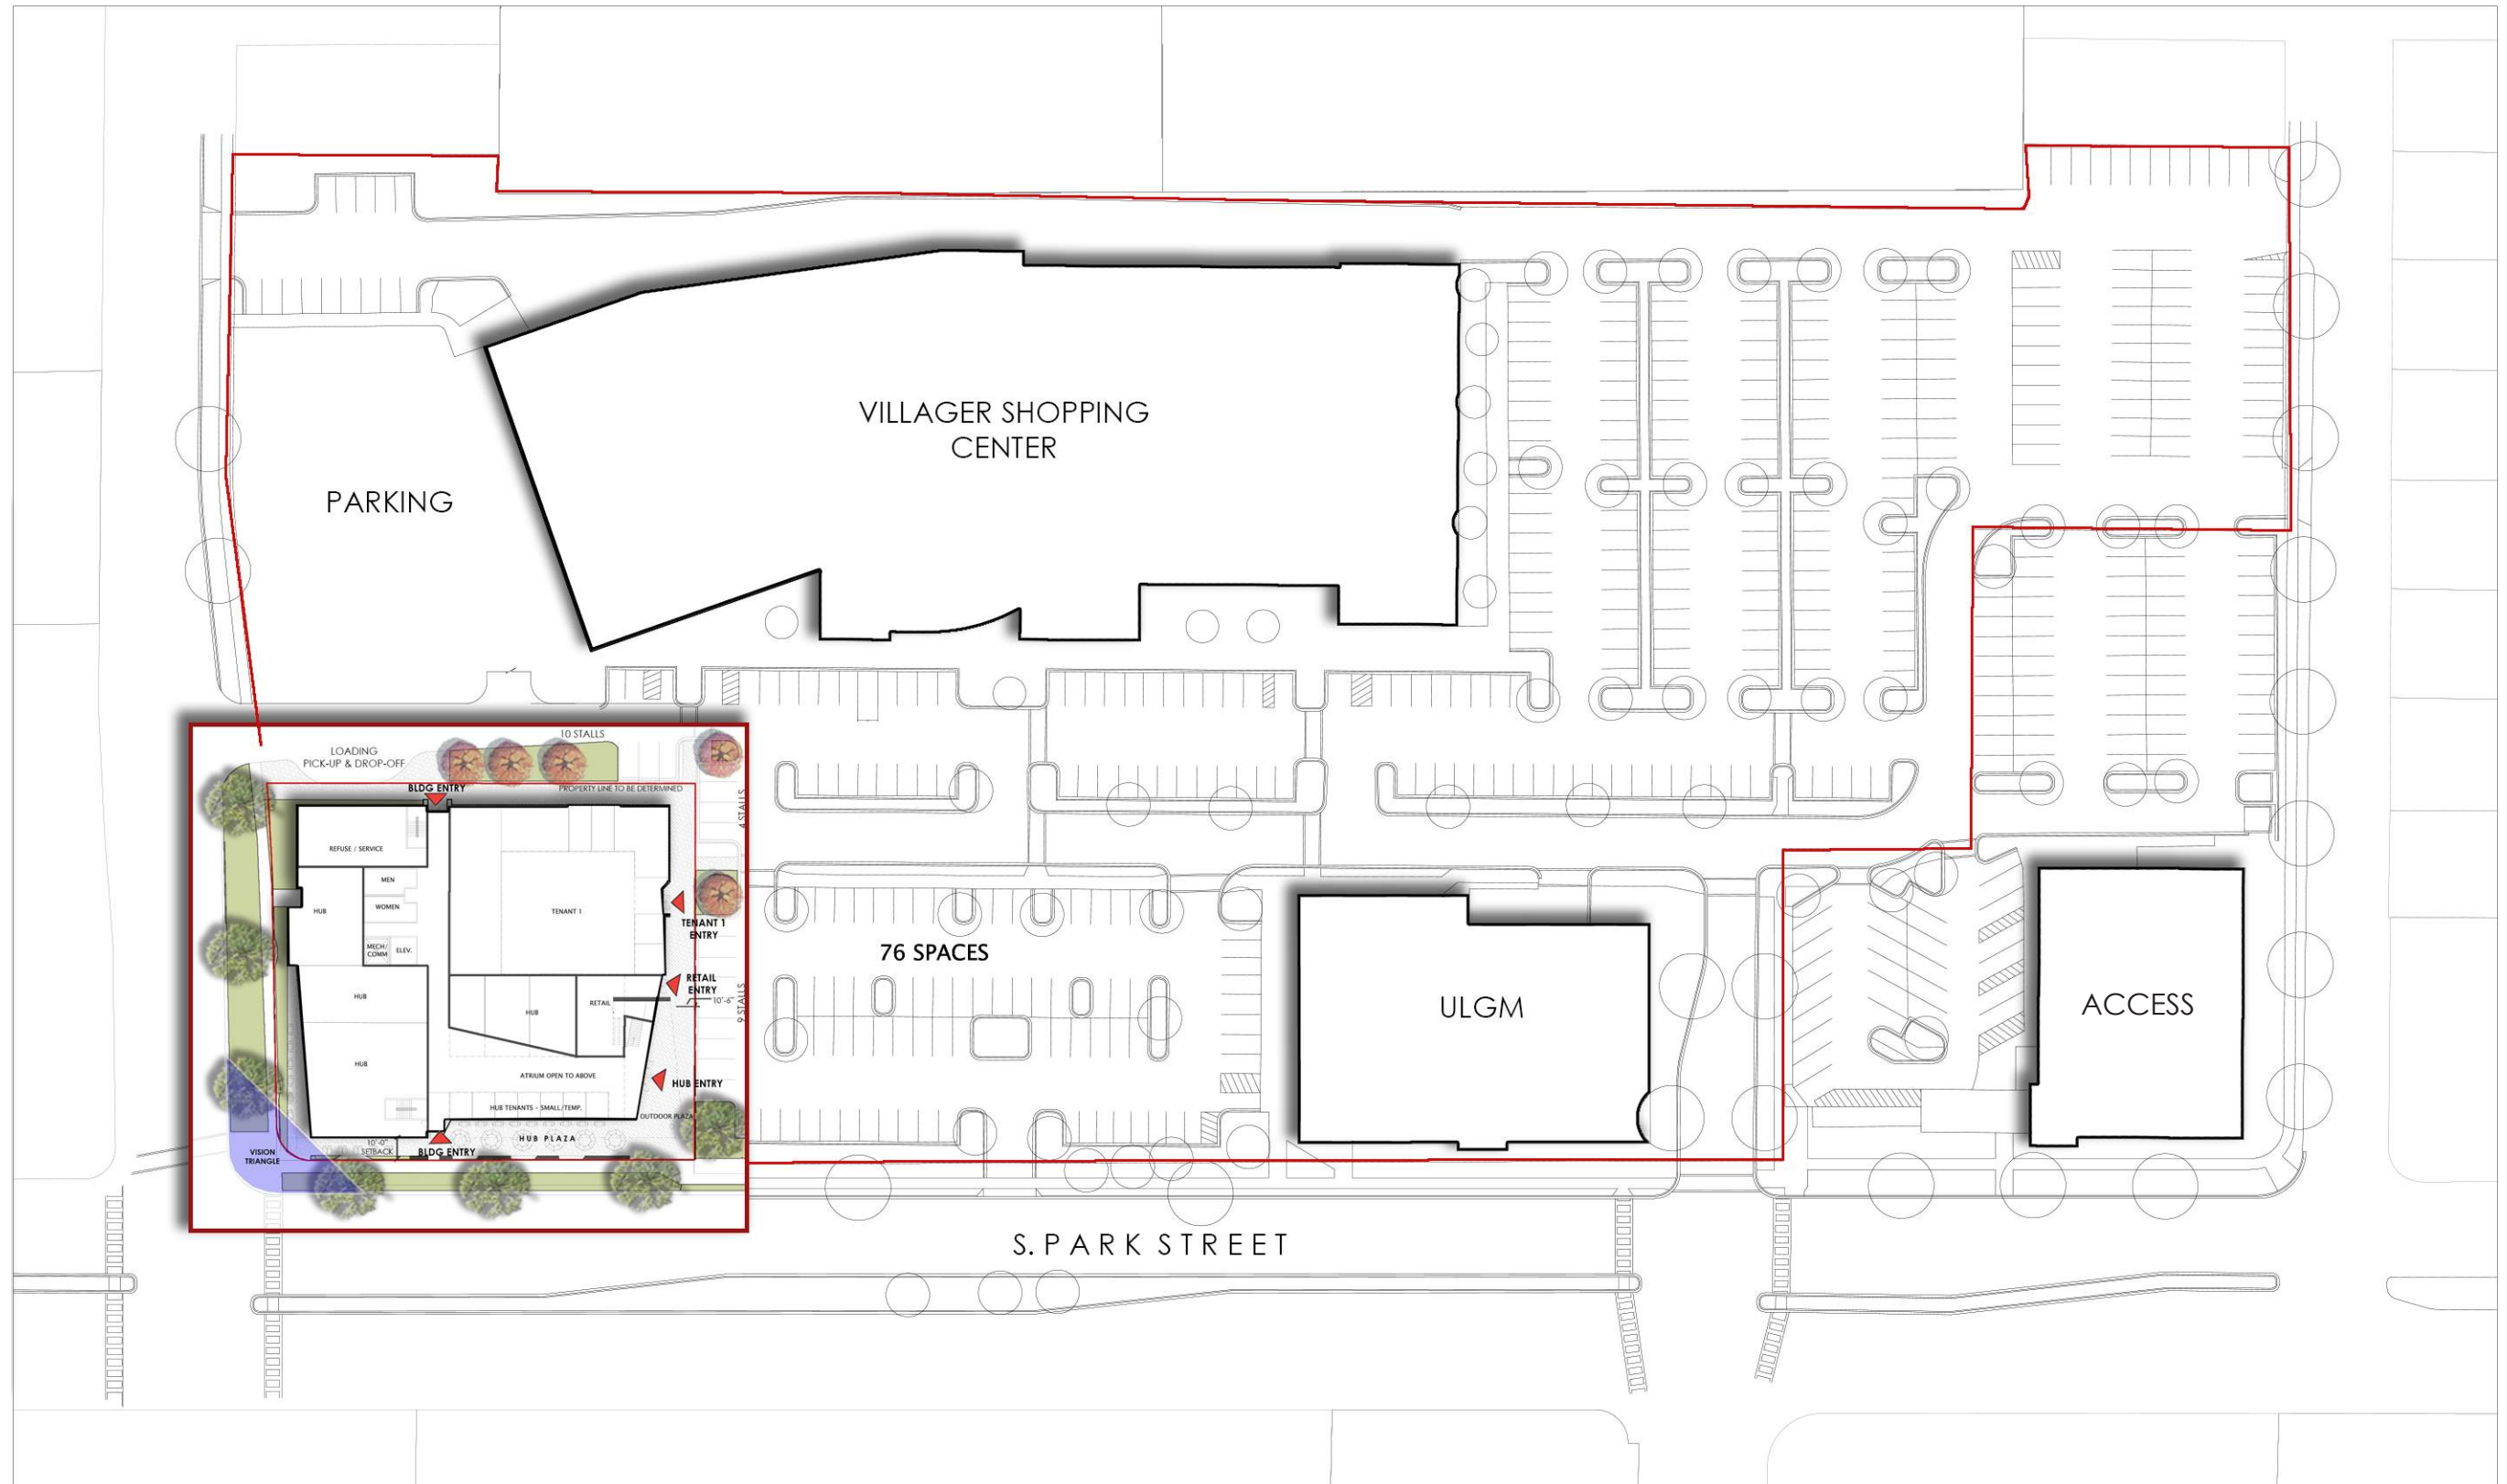 VILLAGER SHOPPING
CENTER
PARKING
10 STALLS
LOADING
PICK-UP & DROP-OFF
BLDG ENTRY
PROPERTY LINE TO BE DETERMINED
4 STALLS
REFUSE / SERVICE
MEN
HUB
WOMEN
TENANT 1
TENANT 1
ENTRY
MECH/
COMM
ELEV.
76 SPACES
RETAIL
ENTRY
HUB
RETAIL
10'-6"
9 STALLS
HUB
ULGM
ACCESS
HUB
ATRIUM OPEN TO ABOVE
HUB ENTRY
HUB TENANTS - SMALL/TEMP.
OUTDOOR PLAZA
HUB PLAZA
10'-0"
SETBACK
BLDG ENTRY
VISION
TRIANGLE
S. PARK STREET